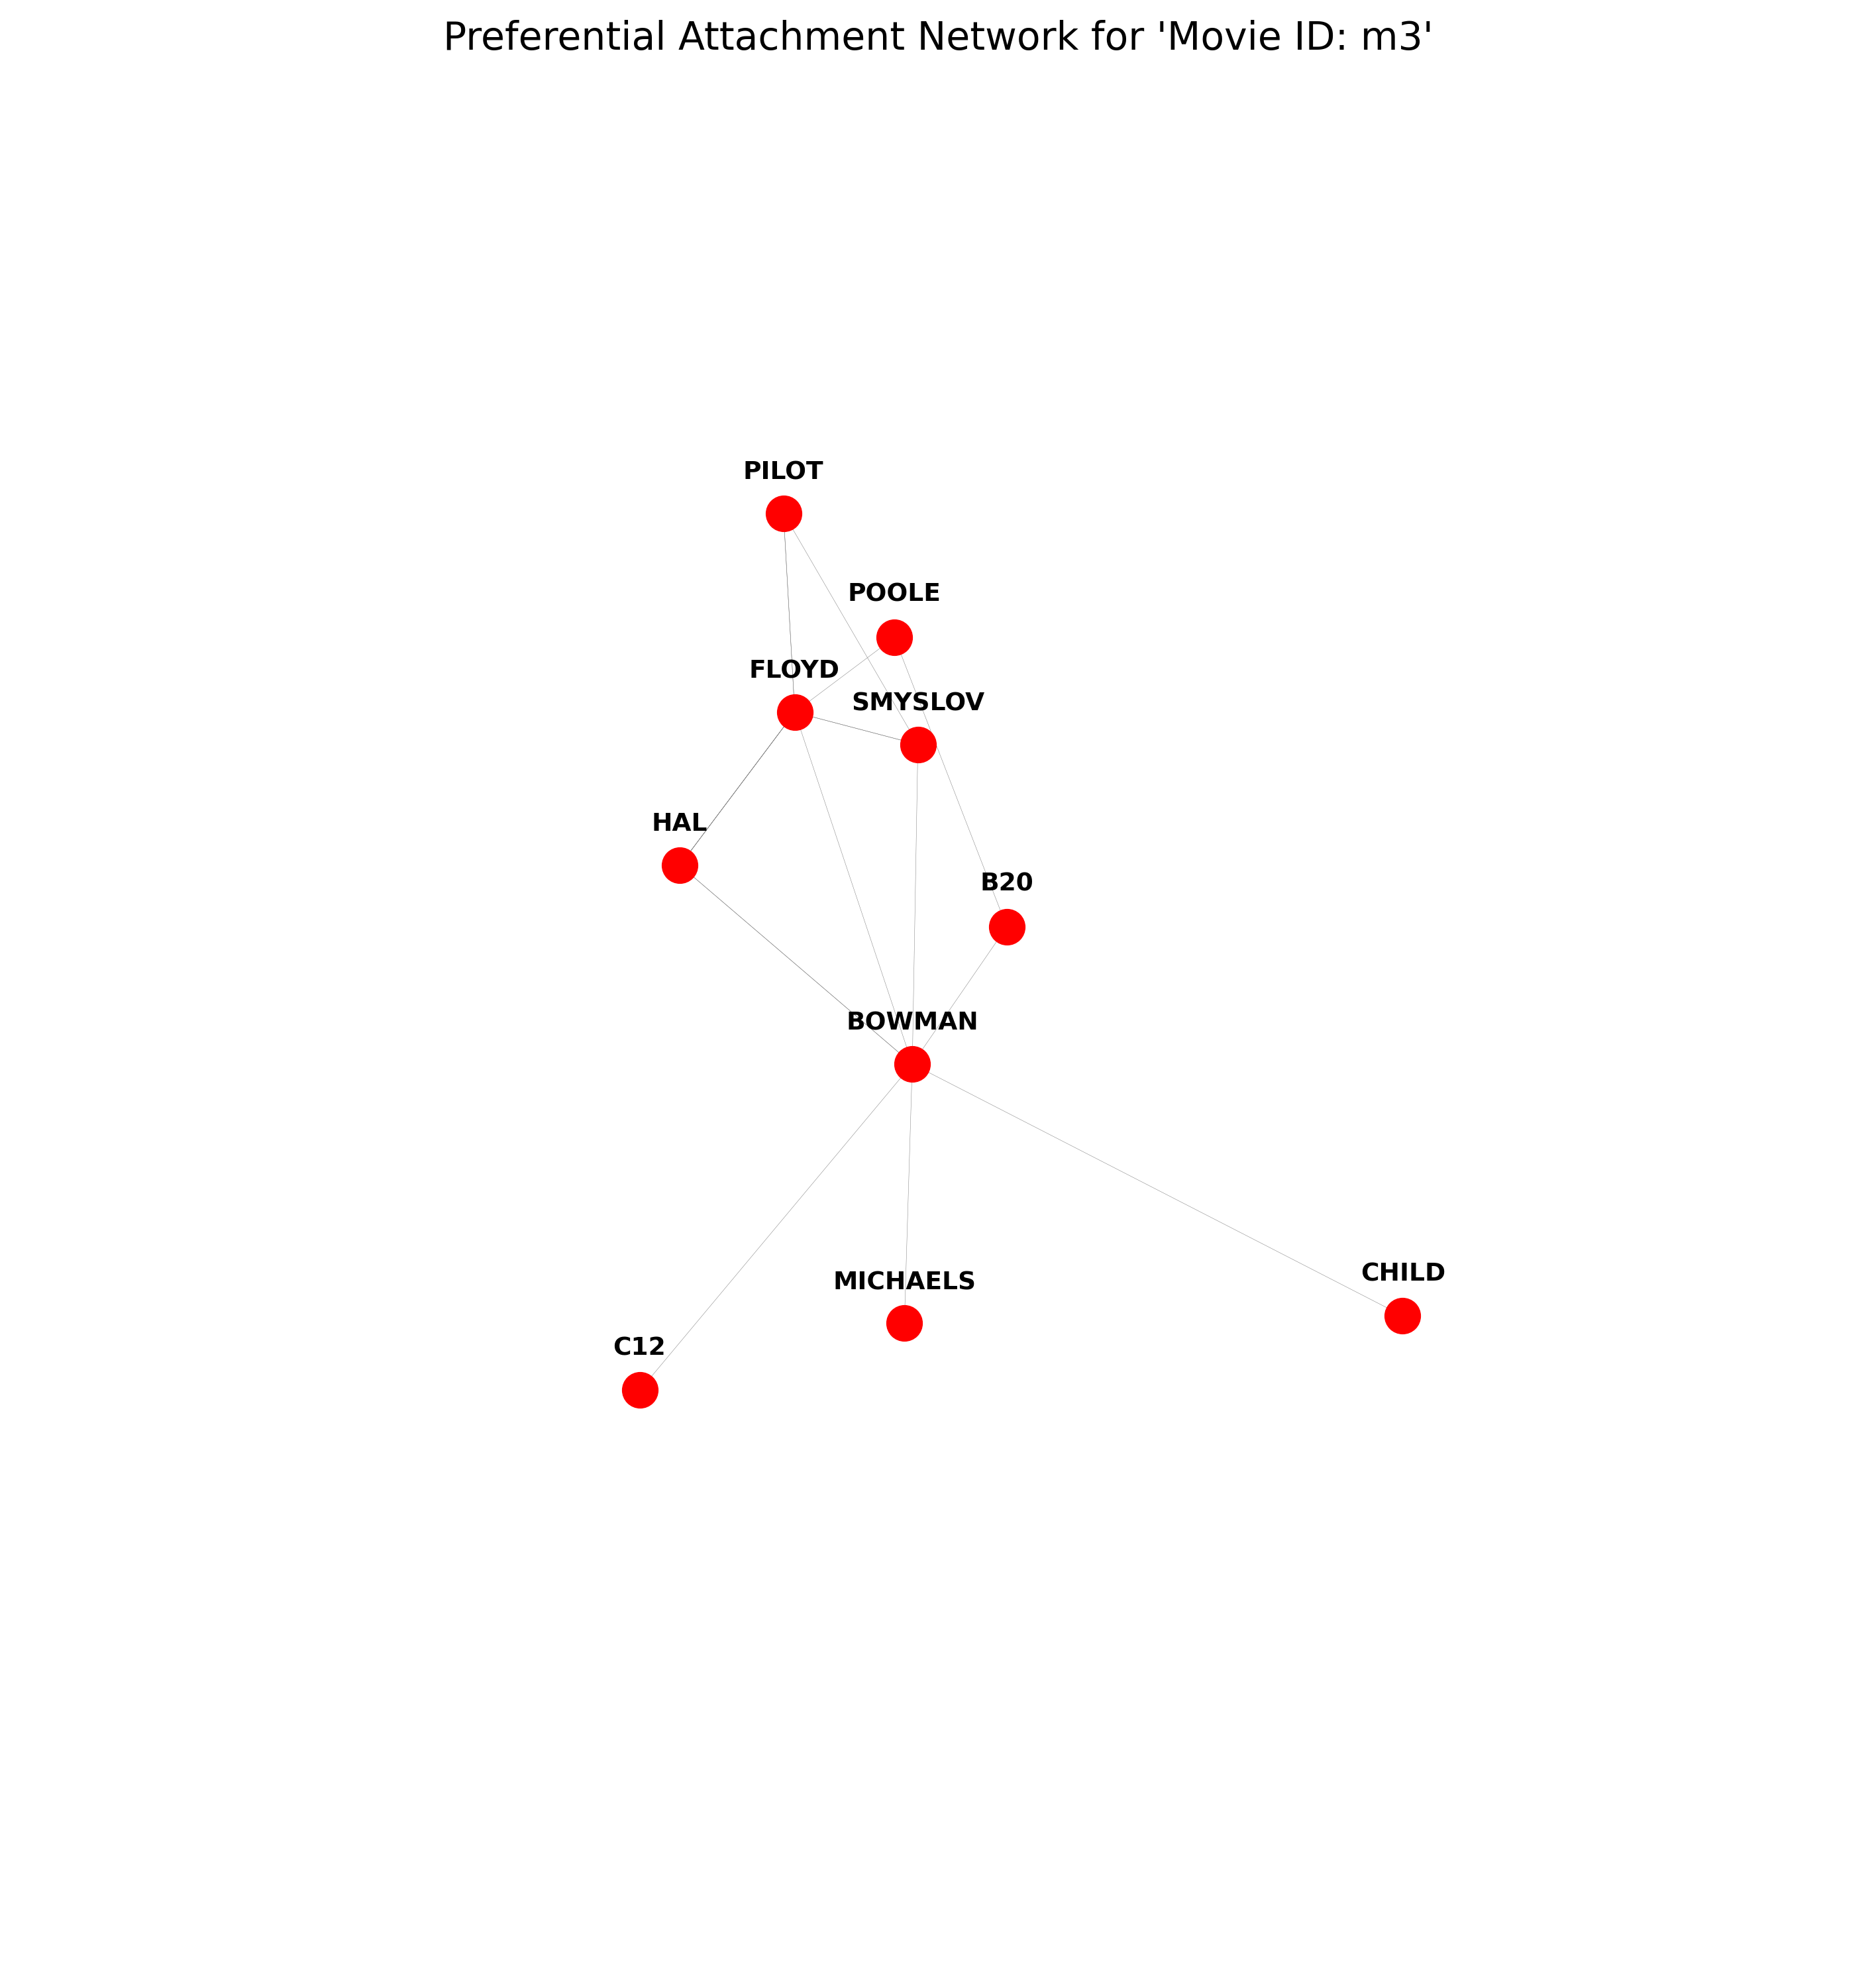 Preferential Attachment Network for 'Movie ID: m3'
PILOT
POOLE
FLOYD
SMYSLOV
HAL
B20
BOWMAN
CHILD
MICHAELS
C12